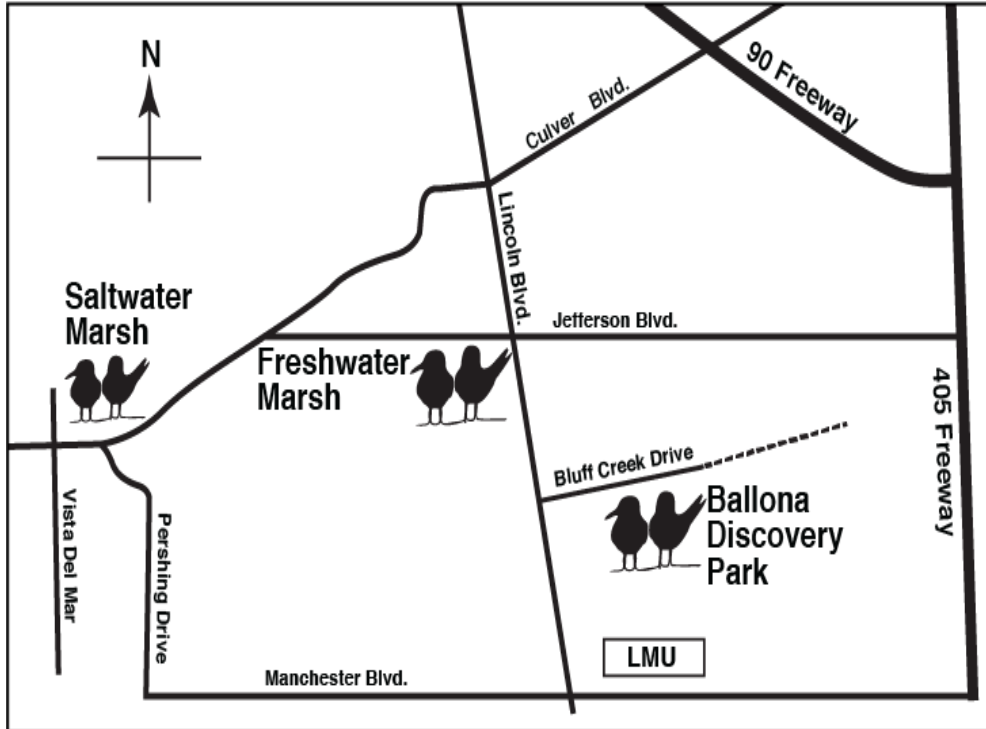 N
90 Freeway
Culver Blvd.
Lincoln Blvd.
Saltwater
Marsh
Jefferson Blvd.
Freshwater
Marsh
405 Freeway
Bluff Creek Drive
Ballona
Discovery
Park
Vista Del Mar
Pershing Drive
LMU
Manchester Blvd.